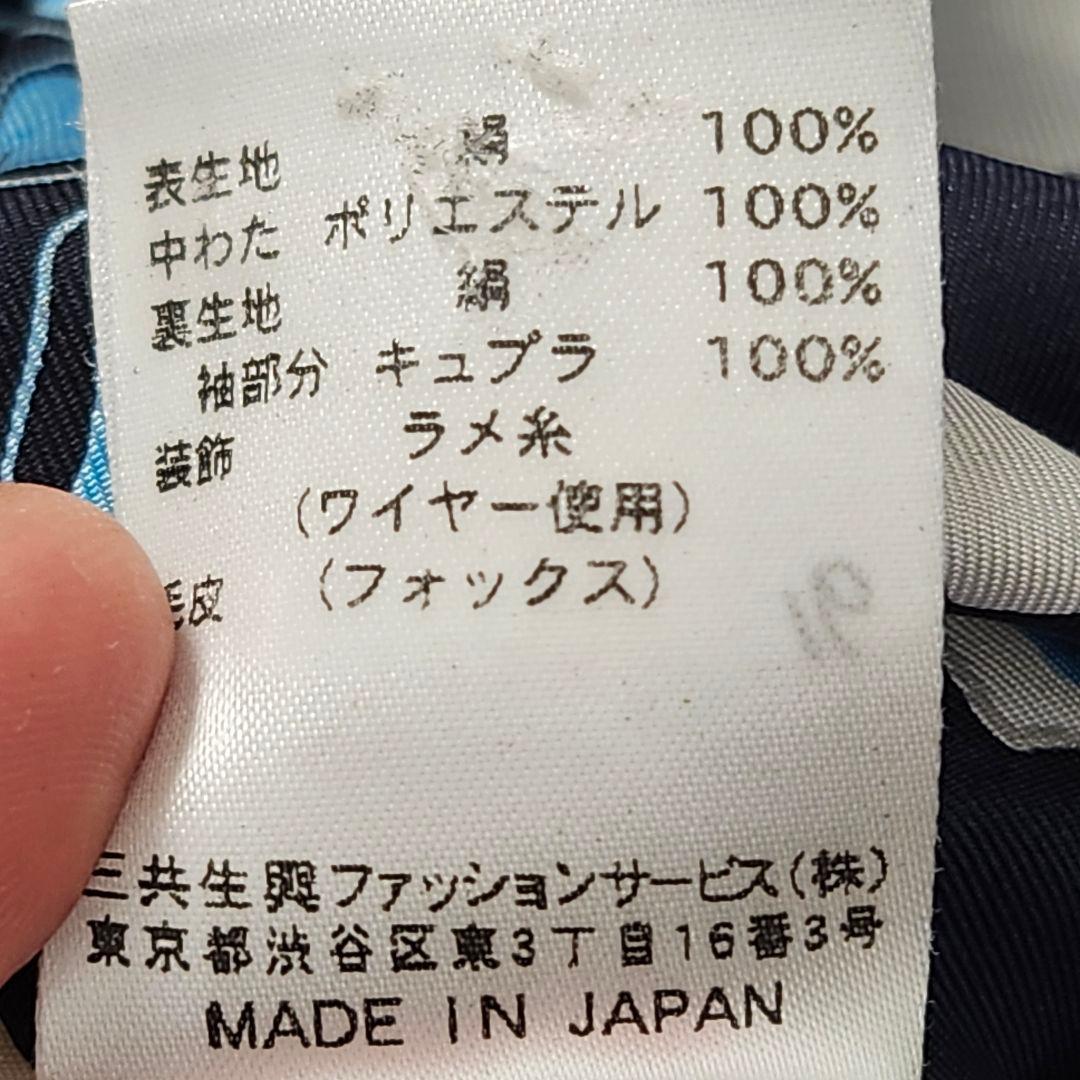 表生地 絹 100%
中わた ポリエステル 100%
裏生地 絹 100%
袖部分 キュプラ 100%
装飾 ラメ糸
(ワイヤー使用)
毛皮 (フォックス)
三共生興ファッションサービス(株)
東京都渋谷区東3丁目16番3号
MADE IN JAPAN